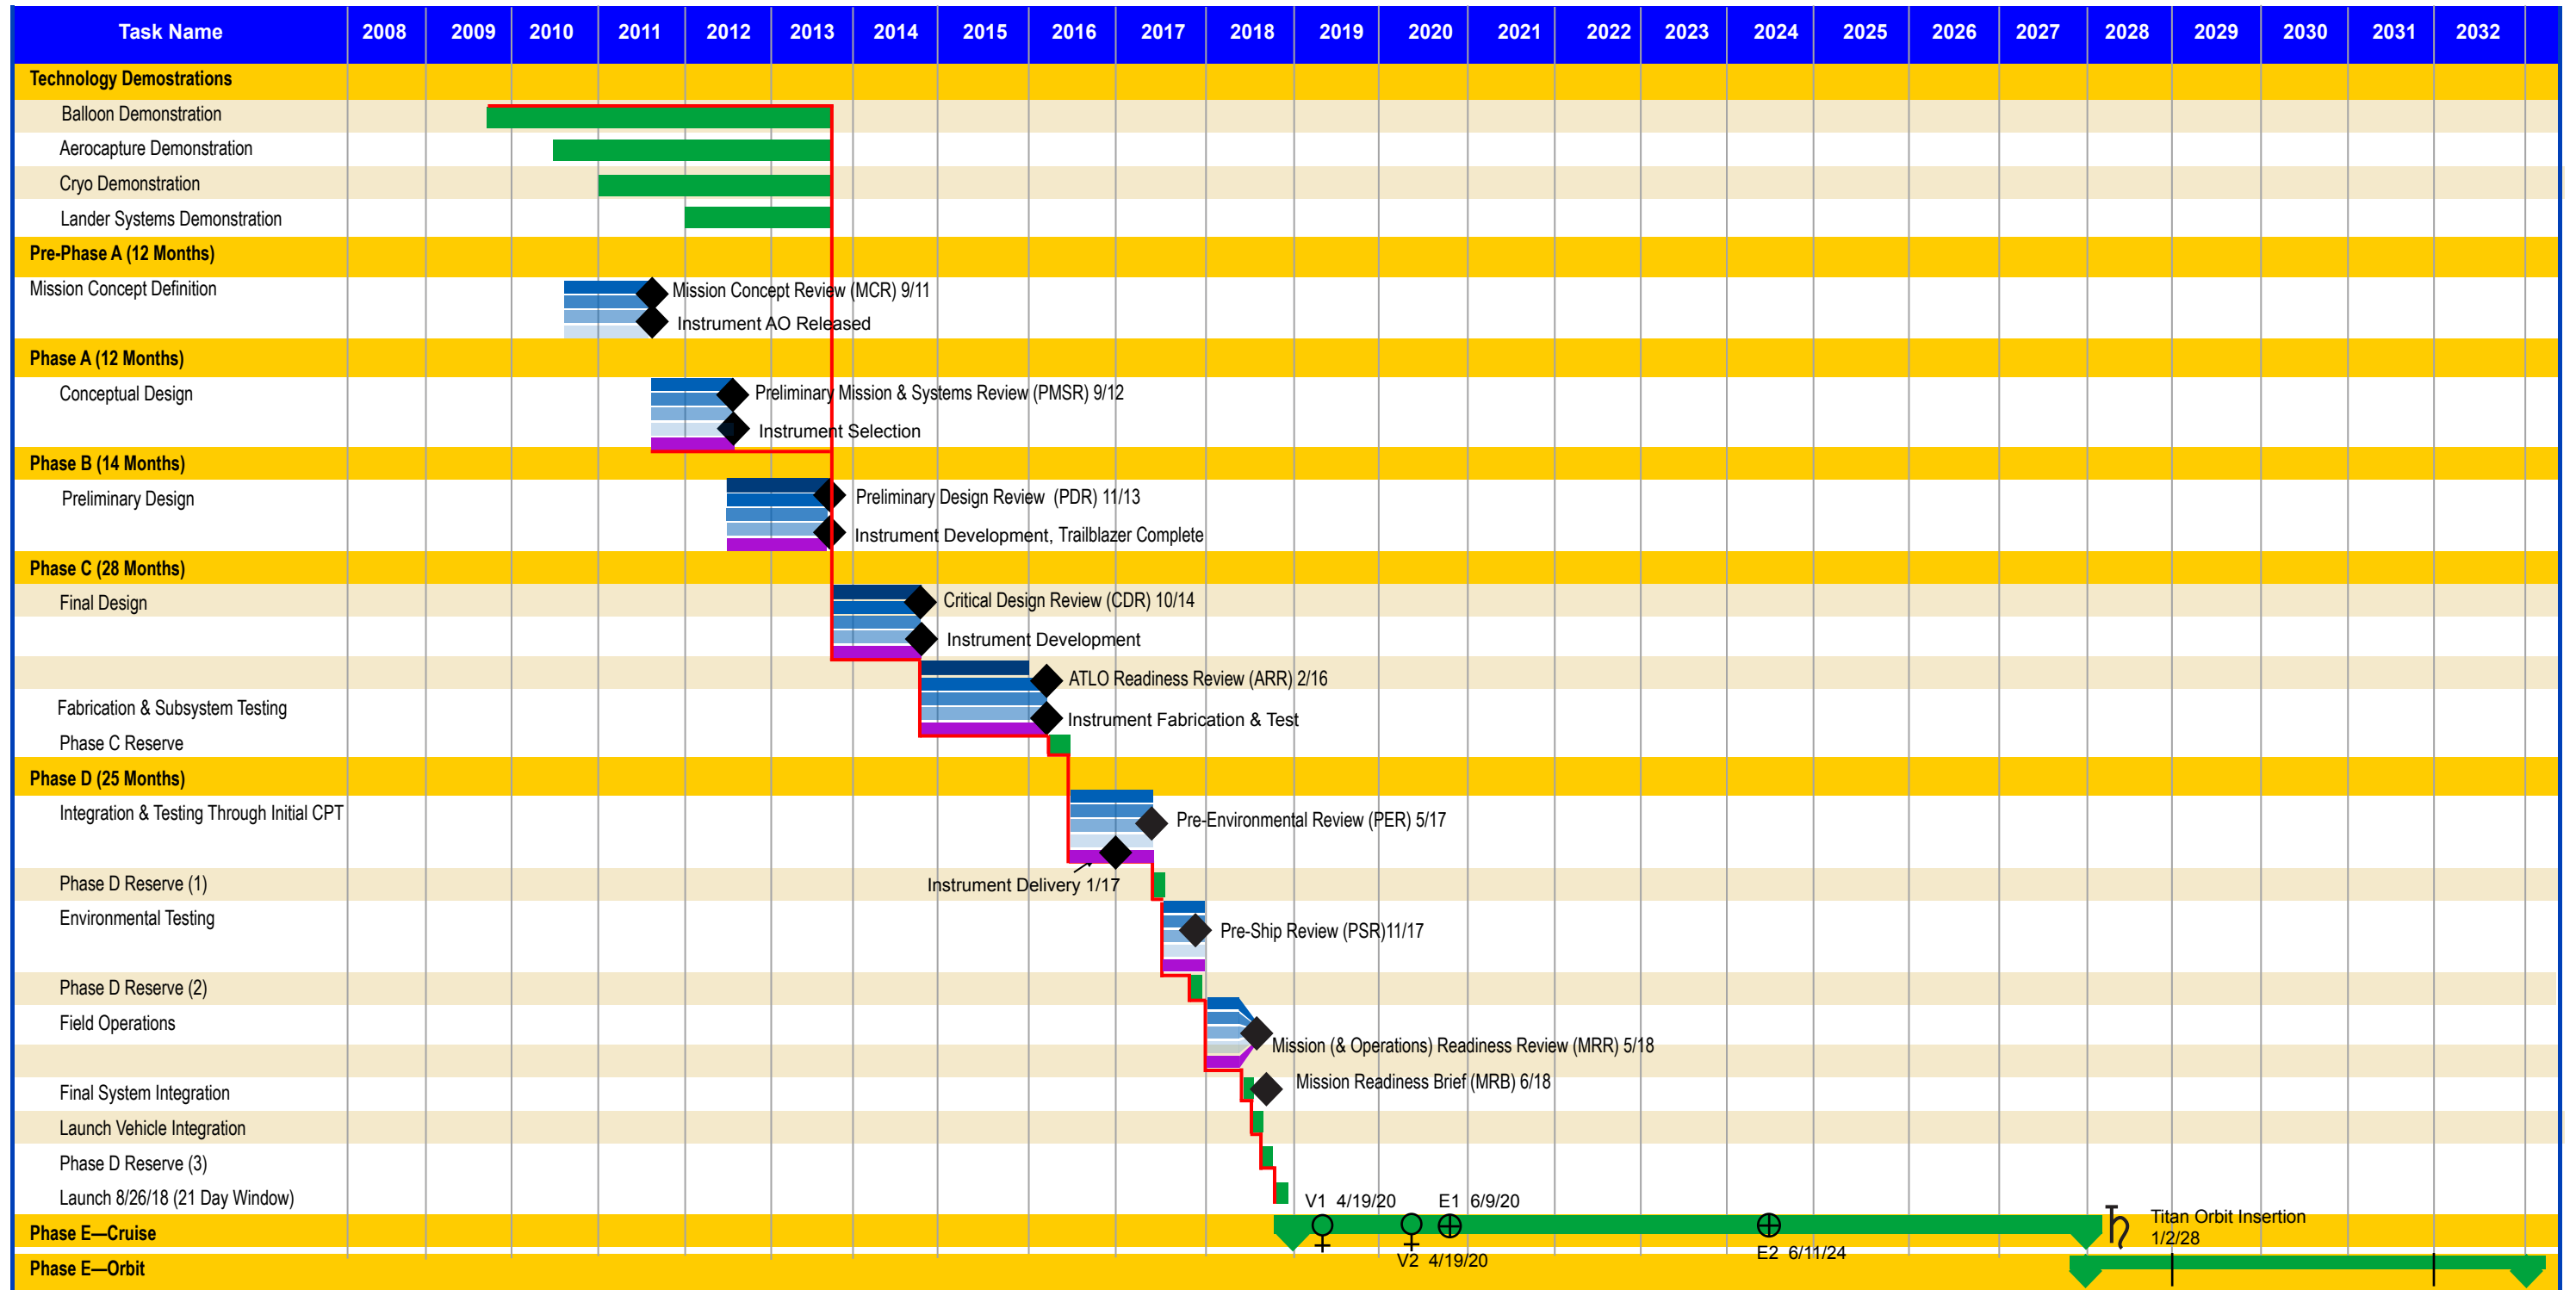 Task Name 2008 2009 2010 2011 2012 2013 2014 2015 2016 2017 2018 2019 2020 2021 2022 2023 2024 2025 2026 2027 2028 2029 2030 2031 2032
Technology Demostrations
Balloon Demonstration
Aerocapture Demonstration
Cryo Demonstration
Lander Systems Demonstration
Pre-Phase A (12 Months)
Mission Concept Definition
Mission Concept Review (MCR) 9/11
Instrument AO Released
Phase A (12 Months)
Conceptual Design
Preliminary Mission & Systems Review (PMSR) 9/12
Instrument Selection
Phase B (14 Months)
Preliminary Design
Preliminary Design Review (PDR) 11/13
Instrument Development, Trailblazer Complete
Phase C (28 Months)
Final Design
Critical Design Review (CDR) 10/14
Instrument Development
ATLO Readiness Review (ARR) 2/16
Fabrication & Subsystem Testing
Instrument Fabrication & Test
Phase C Reserve
Phase D (25 Months)
Integration & Testing Through Initial CPT
Pre-Environmental Review (PER) 5/17
Phase D Reserve (1)
Instrument Delivery 1/17
Environmental Testing
Pre-Ship Review (PSR)11/17
Phase D Reserve (2)
Field Operations
Mission (& Operations) Readiness Review (MRR) 5/18
Final System Integration
Mission Readiness Brief (MRB) 6/18
Launch Vehicle Integration
Phase D Reserve (3)
Launch 8/26/18 (21 Day Window)
V1 4/19/20
E1 6/9/20
Phase E—Cruise
Titan Orbit Insertion
1/2/28
V2 4/19/20
E2 6/11/24
Phase E—Orbit